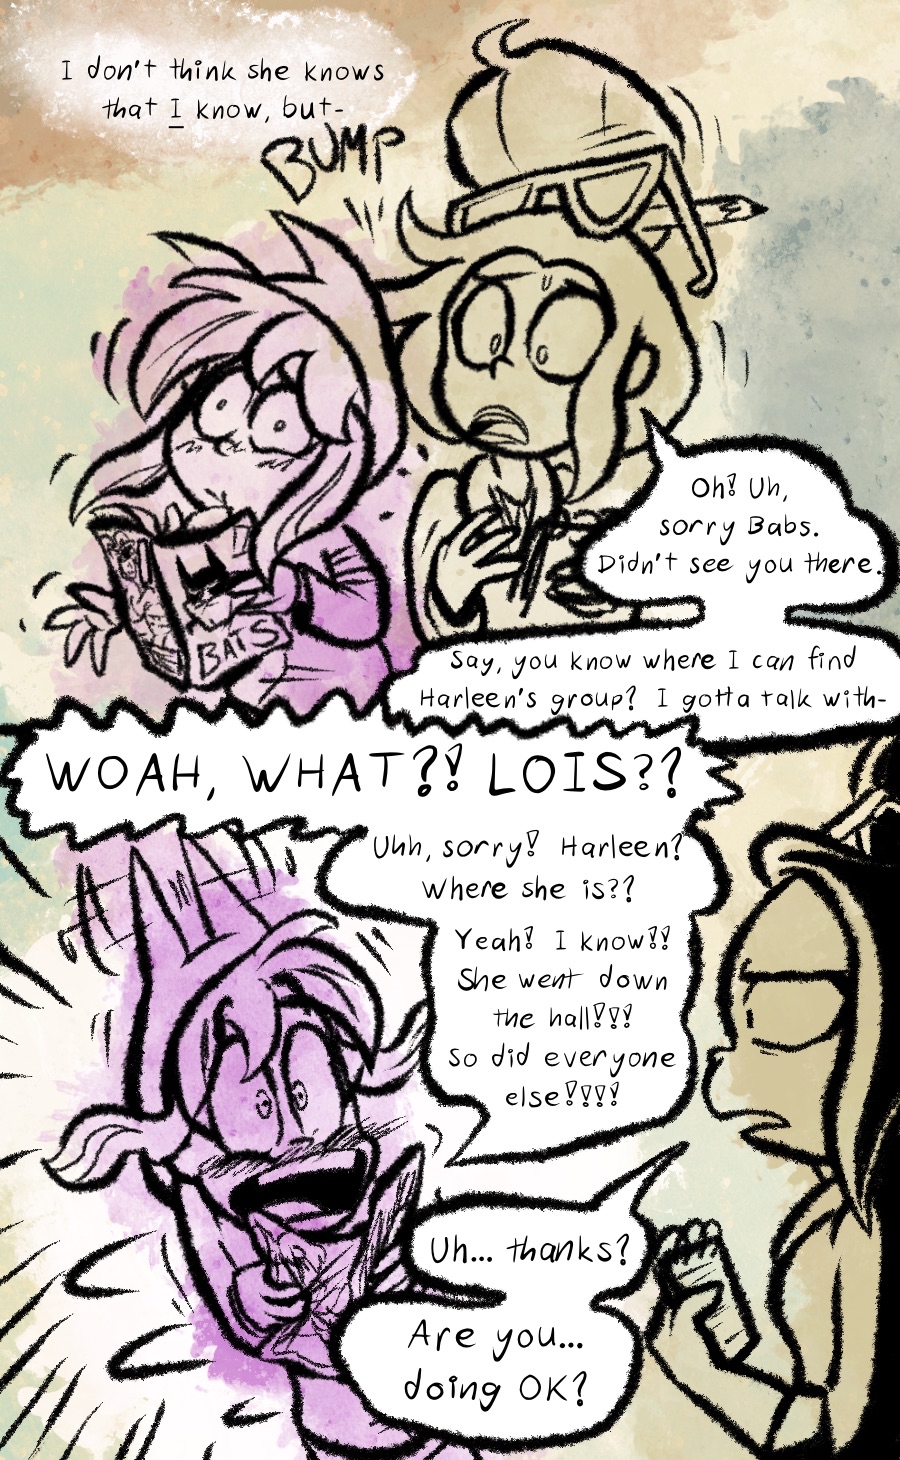 I don't think she knows
that I know, but-
BUMP
BATS
Oh! Uh,
sorry Babs.
Didn't see you there.
Say, you know where I can find
Harleen's group? I gotta talk with-
WOAH, WHAT?! LOIS??
Uhh, sorry! Harleen?
Where she is??
Yeah! I know!!
She went down
the hall!!!
So did everyone
else!!!!
Uh... thanks?
Are you...
doing OK?